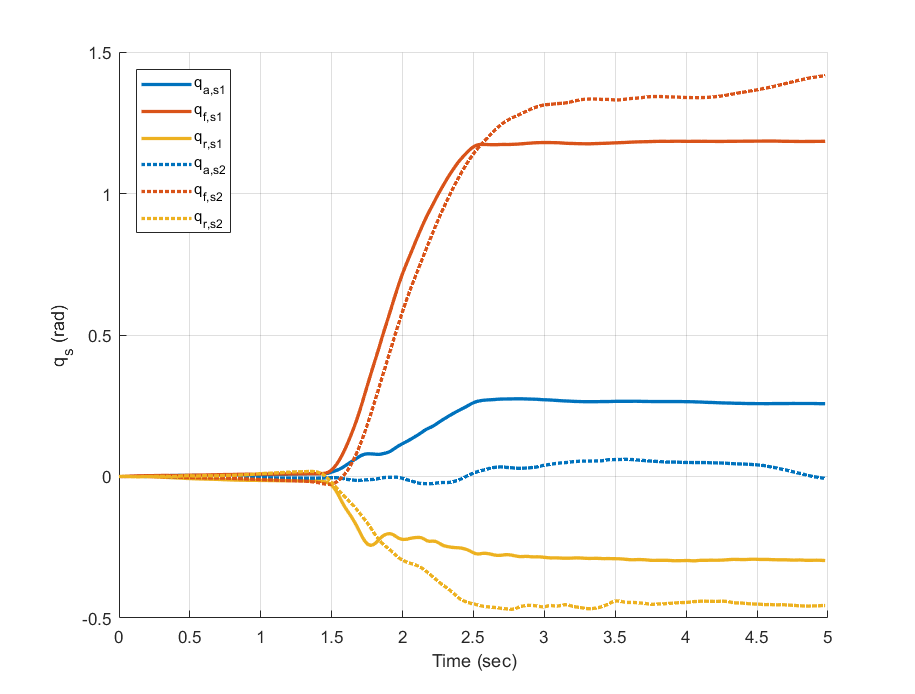 1.5
1
0.5
0
-0.5
q_s (rad)
q_a,s1
q_f,s1
q_r,s1
q_a,s2
q_f,s2
q_r,s2
0 0.5 1 1.5 2 2.5 3 3.5 4 4.5 5
Time (sec)